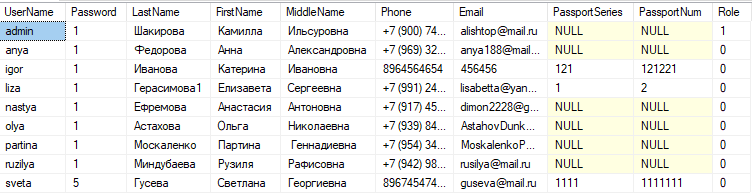 UserName Password LastName FirstName MiddleName Phone Email PassportSeries PassportNum Role
admin 1 Шакирова Камилла Ильсуровна +7 (900) 74... alishtop@mail.ru NULL NULL 1
anya 1 Федорова Анна Александровна +7 (969) 32... anya188@mail... NULL NULL 0
igor 1 Иванова Катерина Ивановна 8964564654 456456 121 121221 0
liza 1 Герасимова1 Елизавета Сергеевна +7 (991) 24... lisabetta@yan... 1 2 0
nastya 1 Ефремова Анастасия Антоновна +7 (917) 45... dimon2228@g... NULL NULL 0
olya 1 Астахова Ольга Николаевна +7 (939) 84... AstahovDunk... NULL NULL 0
partina 1 Москаленко Партина Геннадиевна +7 (954) 34... MoskalenkoP... NULL NULL 0
ruzilya 1 Миндубаева Рузиля Рафисовна +7 (942) 98... rusilya@mail.ru NULL NULL 0
sveta 5 Гусева Светлана Георгиевна 896745474... guseva@mail.ru 1111 1111111 0